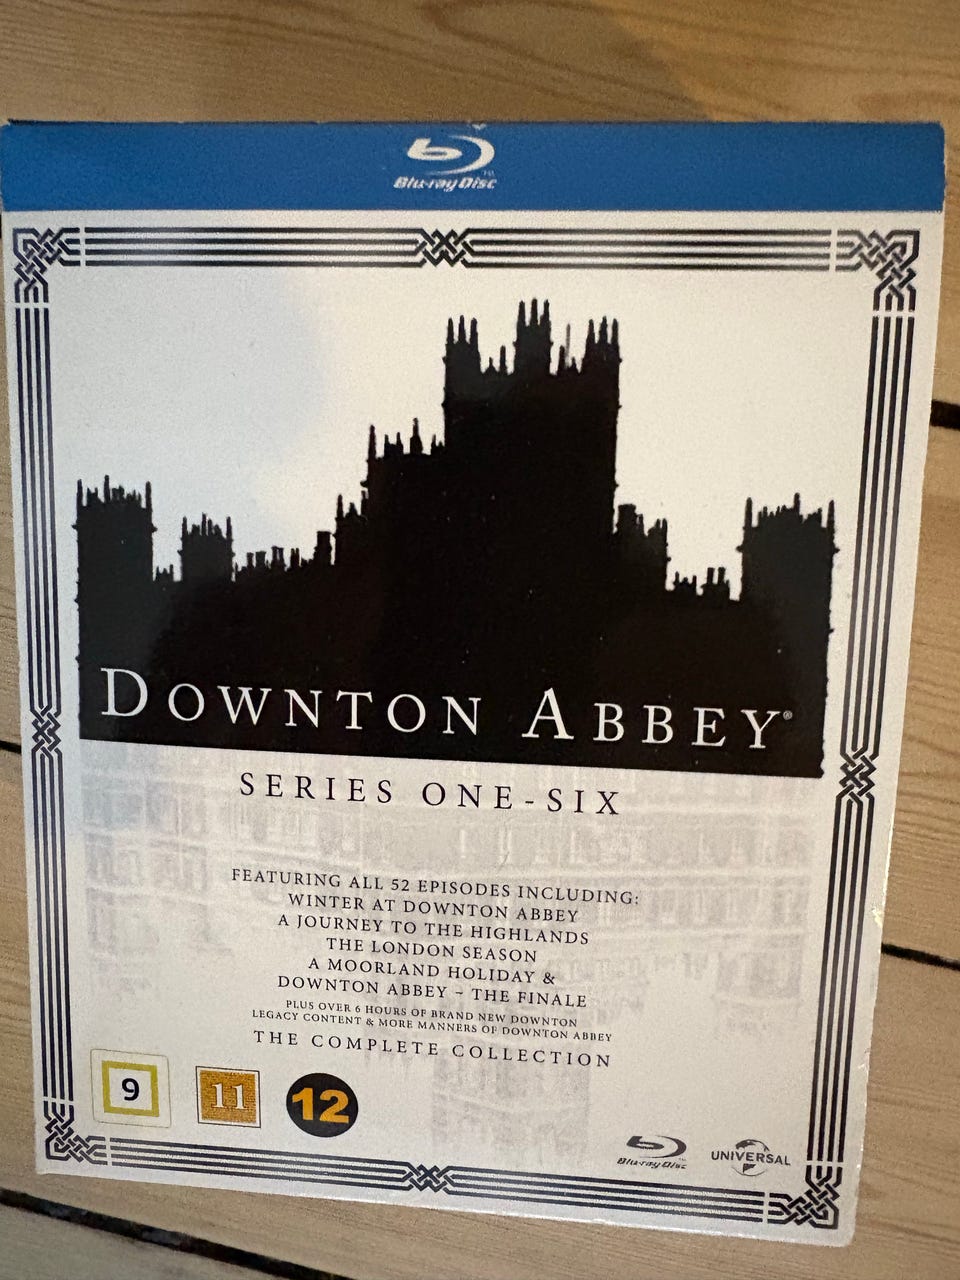 Blu-ray Disc
DOWNTON ABBEY®
SERIES ONE-SIX
FEATURING ALL 52 EPISODES INCLUDING:
WINTER AT DOWNTON ABBEY
A JOURNEY TO THE HIGHLANDS
THE LONDON SEASON
A MOORLAND HOLIDAY &
DOWNTON ABBEY – THE FINALE
PLUS OVER 6 HOURS OF BRAND NEW DOWNTON
LEGACY CONTENT & MORE MANNERS OF DOWNTON ABBEY
THE COMPLETE COLLECTION
9 11 12
Blu-ray Disc UNIVERSAL